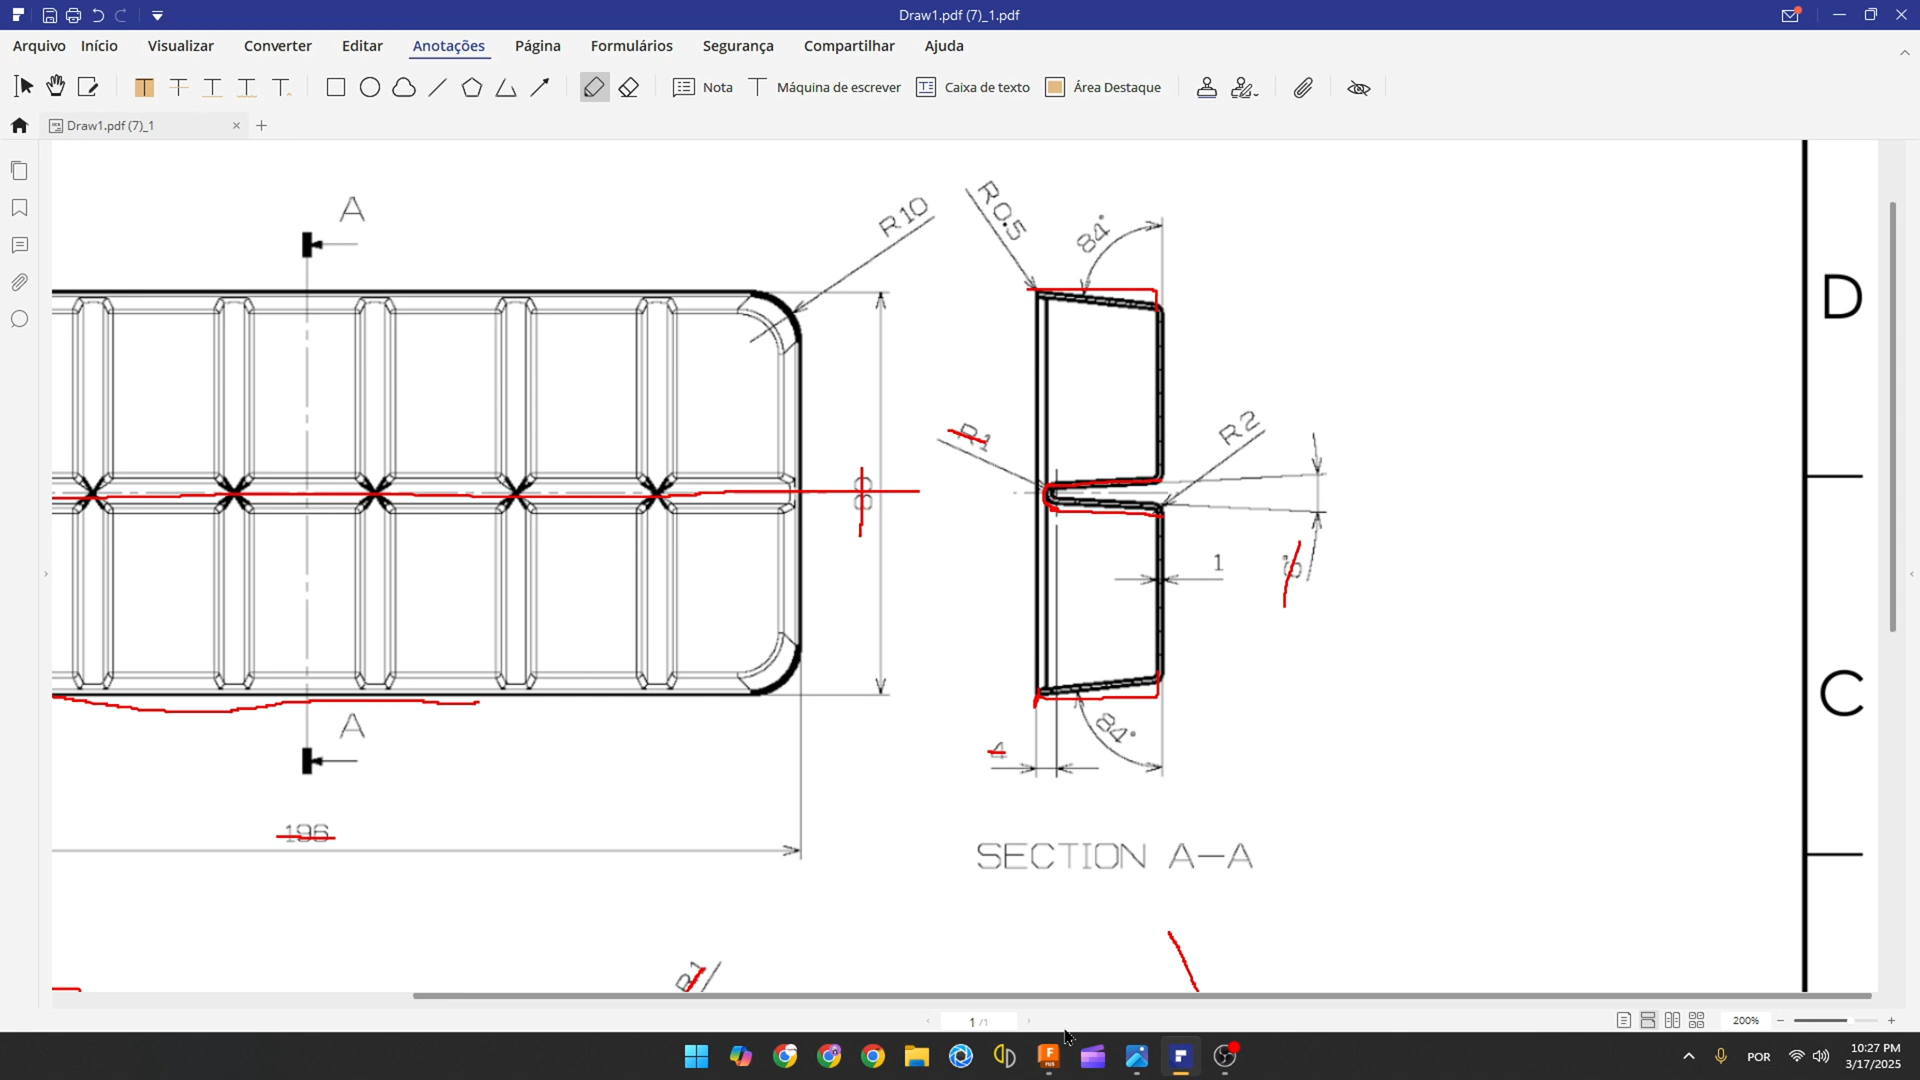 Draw1.pdf (7)_1.pdf
Arquivo Início Visualizar Converter Editar Anotações Página Formulários Segurança Compartilhar Ajuda
Nota Máquina de escrever Caixa de texto Área Destaque
Draw1.pdf (7)_1
A
R10
R0.5
84°
D
R1
R2
1
6°
A
84°
4
C
196
SECTION A-A
R1
1 /1
200%
POR
10:27 PM
3/17/2025